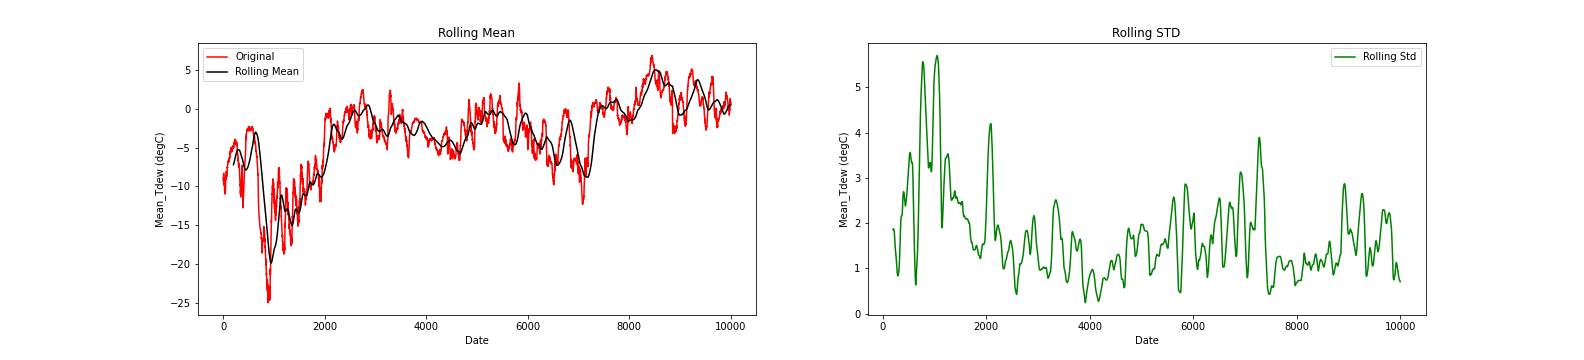 Rolling Mean
Original
Rolling Mean
Mean_Tdew (degC)
5
0
−5
−10
−15
−20
−25
0 2000 4000 6000 8000 10000
Date
Rolling STD
Rolling Std
Mean_Tdew (degC)
5
4
3
2
1
0
0 2000 4000 6000 8000 10000
Date